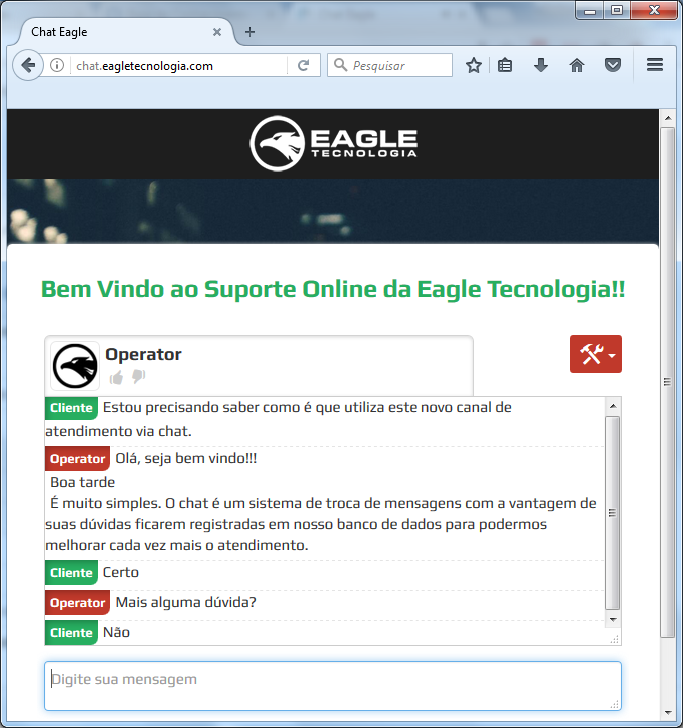 Chat Eagle
chat.eagletecnologia.com
Pesquisar
EAGLE
TECNOLOGIA
Bem Vindo ao Suporte Online da Eagle Tecnologia!!
Operator
Cliente Estou precisando saber como é que utiliza este novo canal de
atendimento via chat.
Operator Olá, seja bem vindo!!!
Boa tarde
É muito simples. O chat é um sistema de troca de mensagens com a vantagem de
suas dúvidas ficarem registradas em nosso banco de dados para podermos
melhorar cada vez mais o atendimento.
Cliente Certo
Operator Mais alguma dúvida?
Cliente Não
Digite sua mensagem